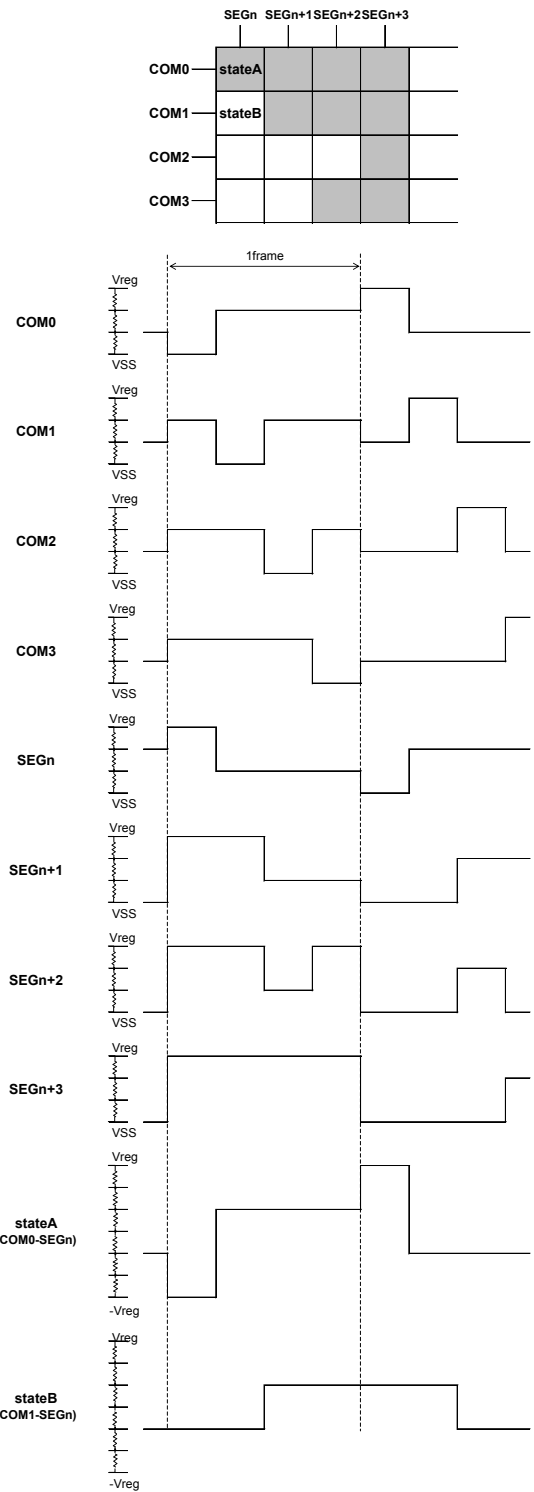 SEGn SEGn+1 SEGn+2 SEGn+3
COM0 stateA
COM1 stateB
COM2
COM3
1frame
Vreg
COM0
VSS
Vreg
COM1
VSS
Vreg
COM2
VSS
Vreg
COM3
VSS
Vreg
SEGn
VSS
Vreg
SEGn+1
VSS
Vreg
SEGn+2
VSS
Vreg
SEGn+3
VSS
Vreg
stateA
COM0-SEGn)
-Vreg
Vreg
stateB
COM1-SEGn)
-Vreg